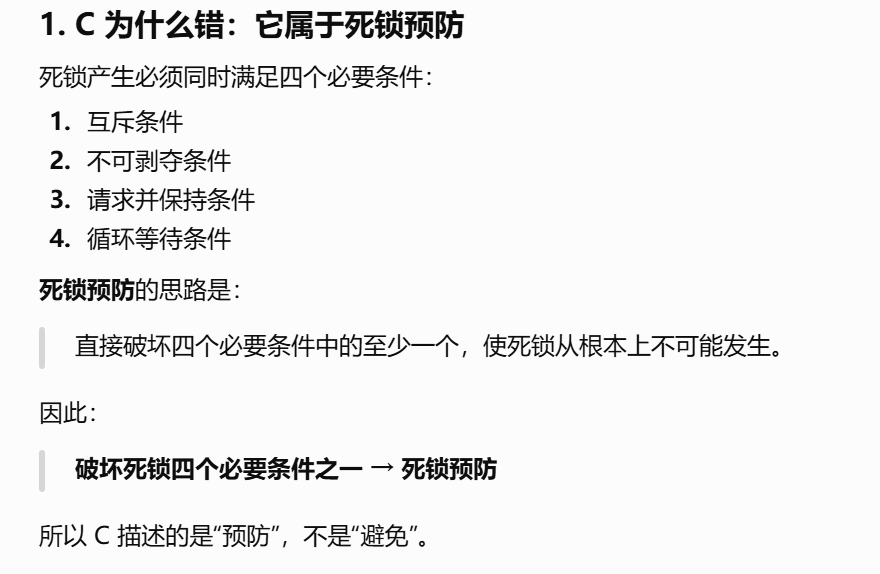 1. C 为什么错：它属于死锁预防
死锁产生必须同时满足四个必要条件：
1. 互斥条件
2. 不可剥夺条件
3. 请求并保持条件
4. 循环等待条件
死锁预防的思路是：
直接破坏四个必要条件中的至少一个，使死锁从根本上不可能发生。
因此：
破坏死锁四个必要条件之一 → 死锁预防
所以 C 描述的是“预防”，不是“避免”。